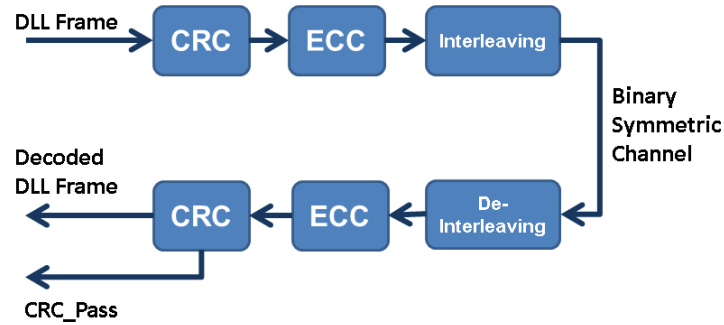 DLL Frame
CRC
ECC
Interleaving
Binary
Symmetric
Channel
Decoded
DLL Frame
CRC
ECC
De-
Interleaving
CRC_Pass